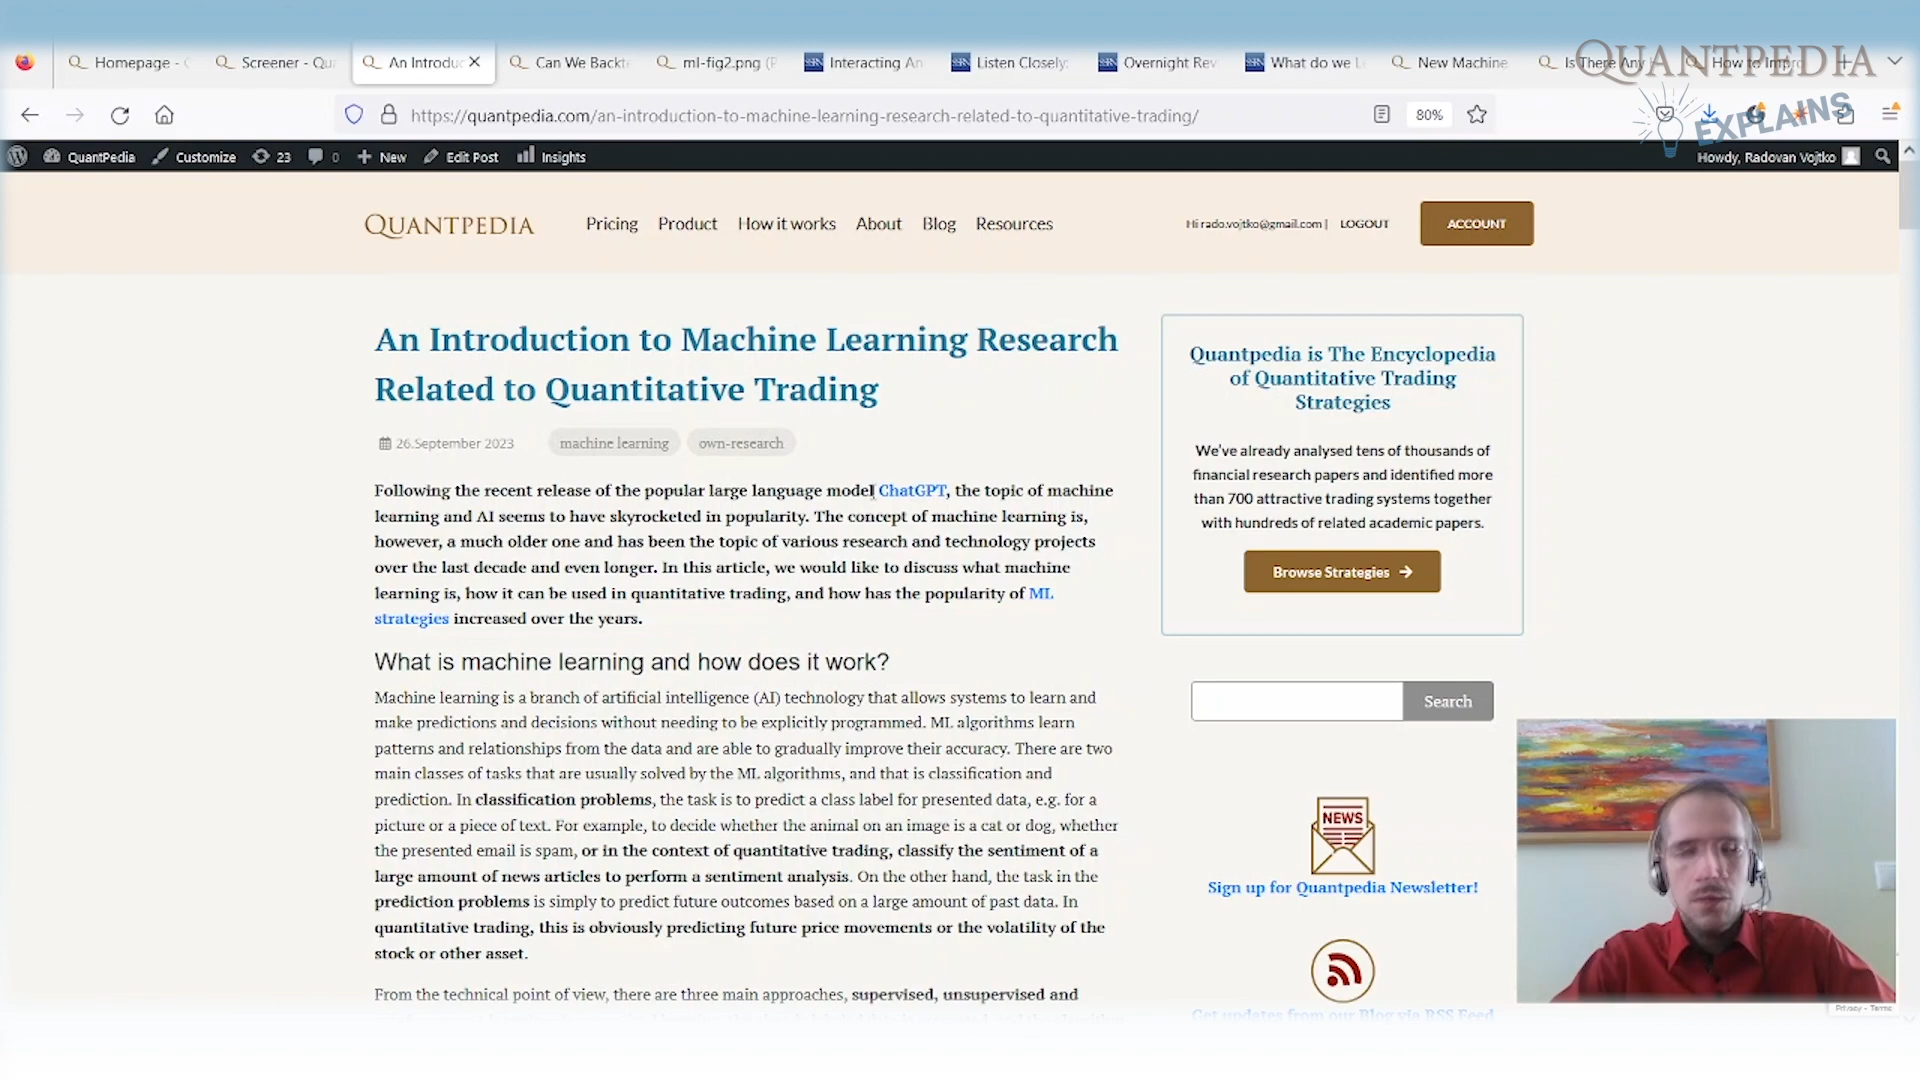 Homepage -
Screener - Qu
An Introduc
Can We Backte
ml-fig2.png (P
Interacting An
Listen Closely:
Overnight Rev
What do we L
New Machine
Is There Any
How to Impro
QUANTPEDIA
EXPLAINS
https://quantpedia.com/an-introduction-to-machine-learning-research-related-to-quantitative-trading/
80%
QuantPedia Customize 23 0 New Edit Post Insights
Howdy, Radovan Vojtko
QUANTPEDIA
Pricing Product How it works About Blog Resources
Hi rado.vojtko@gmail.com | LOGOUT
ACCOUNT
An Introduction to Machine Learning Research
Related to Quantitative Trading
26.September 2023 machine learning own-research
Following the recent release of the popular large language model ChatGPT, the topic of machine
learning and AI seems to have skyrocketed in popularity. The concept of machine learning is,
however, a much older one and has been the topic of various research and technology projects
over the last decade and even longer. In this article, we would like to discuss what machine
learning is, how it can be used in quantitative trading, and how has the popularity of ML
strategies increased over the years.
What is machine learning and how does it work?
Machine learning is a branch of artificial intelligence (AI) technology that allows systems to learn and
make predictions and decisions without needing to be explicitly programmed. ML algorithms learn
patterns and relationships from the data and are able to gradually improve their accuracy. There are two
main classes of tasks that are usually solved by the ML algorithms, and that is classification and
prediction. In classification problems, the task is to predict a class label for presented data, e.g. for a
picture or a piece of text. For example, to decide whether the animal on an image is a cat or dog, whether
the presented email is spam, or in the context of quantitative trading, classify the sentiment of a
large amount of news articles to perform a sentiment analysis. On the other hand, the task in the
prediction problems is simply to predict future outcomes based on a large amount of past data. In
quantitative trading, this is obviously predicting future price movements or the volatility of the
stock or other asset.
From the technical point of view, there are three main approaches, supervised, unsupervised and
Quantpedia is The Encyclopedia
of Quantitative Trading
Strategies
We've already analysed tens of thousands of
financial research papers and identified more
than 700 attractive trading systems together
with hundreds of related academic papers.
Browse Strategies
Search
NEWS
Sign up for Quantpedia Newsletter!
Get updates from our Blog via RSS Feed
Privacy - Terms